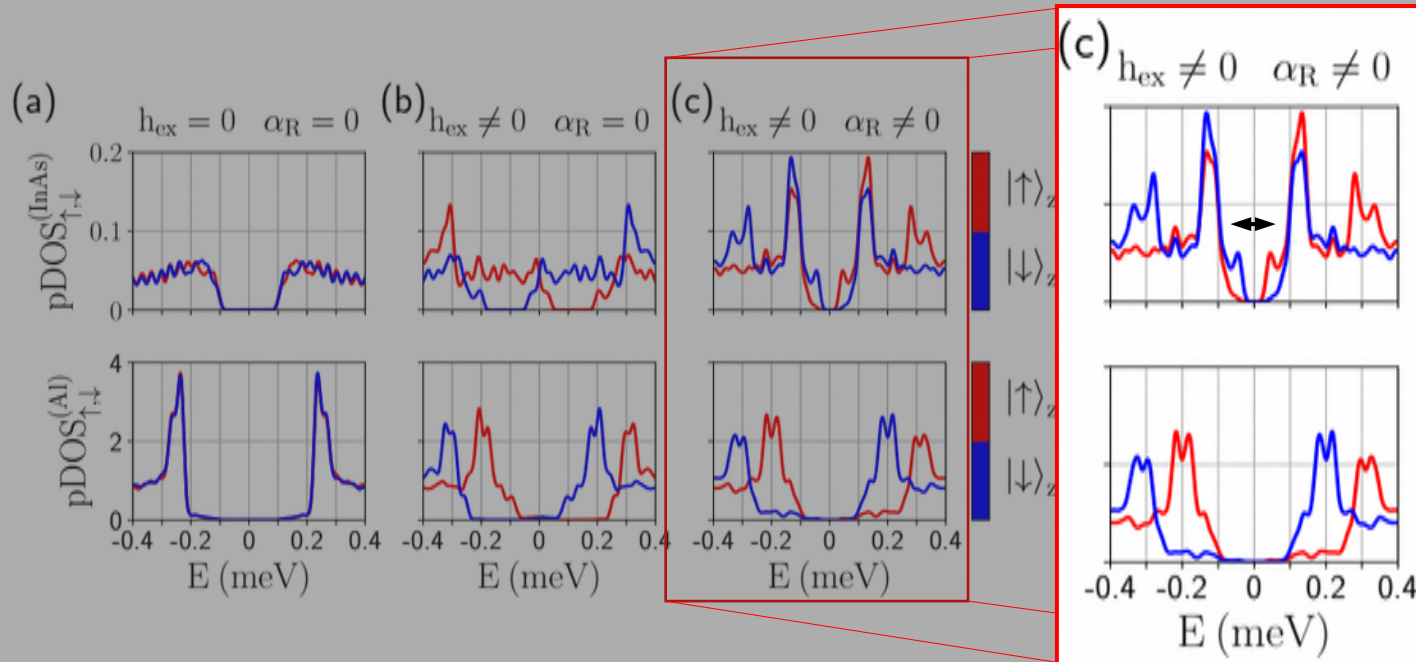 (a)
h_ex = 0 α_R = 0
(b)
h_ex ≠ 0 α_R = 0
(c)
h_ex ≠ 0 α_R ≠ 0
pDOS^(InAs)_↑,↓
0.2
0.1
0
|↑⟩_z
|↓⟩_z
pDOS^(Al)_↑,↓
4
2
0
|↑⟩_z
|↓⟩_z
-0.4 -0.2 0 0.2 0.4
E (meV)
-0.4 -0.2 0 0.2 0.4
E (meV)
-0.4 -0.2 0 0.2 0.4
E (meV)
(c)
h_ex ≠ 0 α_R ≠ 0
-0.4 -0.2 0 0.2 0.4
E (meV)